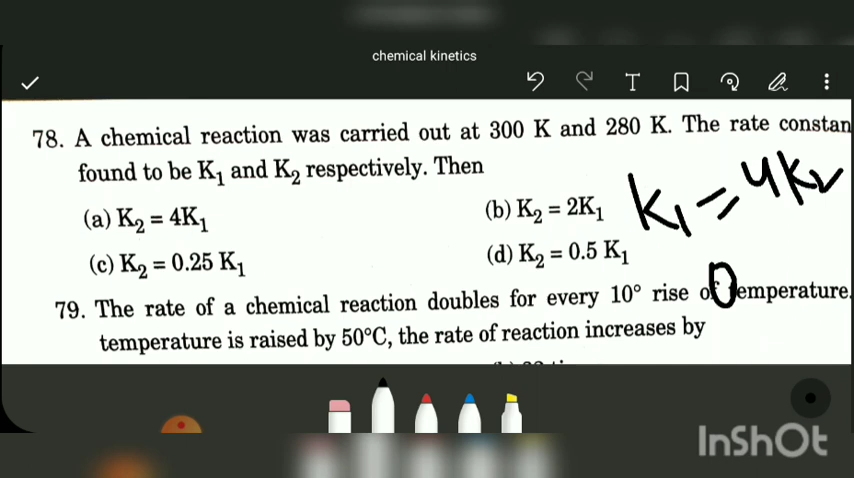 chemical kinetics
T
78. A chemical reaction was carried out at 300 K and 280 K. The rate constan
found to be K₁ and K₂ respectively. Then
(a) K₂ = 4K₁ (b) K₂ = 2K₁
K₁ = 4K₂
(c) K₂ = 0.25 K₁ (d) K₂ = 0.5 K₁
79. The rate of a chemical reaction doubles for every 10° rise of temperature.
temperature is raised by 50°C, the rate of reaction increases by
InShOt